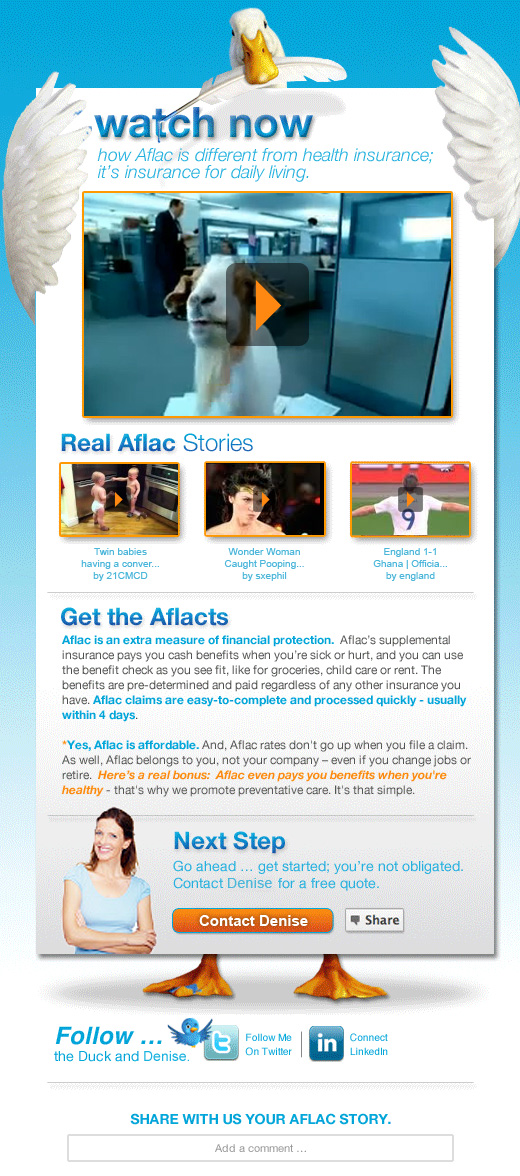 watch now
how Aflac is different from health insurance;
it's insurance for daily living.
Real Aflac Stories
Twin babies
having a conver...
by 21CMCD
Wonder Woman
Caught Pooping...
by sxephil
9
England 1-1
Ghana | Officia...
by england
Get the Aflacts
Aflac is an extra measure of financial protection. Aflac's supplemental
insurance pays you cash benefits when you're sick or hurt, and you can use
the benefit check as you see fit, like for groceries, child care or rent. The
benefits are pre-determined and paid regardless of any other insurance you
have. Aflac claims are easy-to-complete and processed quickly - usually
within 4 days.
*Yes, Aflac is affordable. And, Aflac rates don't go up when you file a claim.
As well, Aflac belongs to you, not your company – even if you change jobs or
retire. Here's a real bonus: Aflac even pays you benefits when you're
healthy - that's why we promote preventative care. It's that simple.
Next Step
Go ahead ... get started; you're not obligated.
Contact Denise for a free quote.
Contact Denise
Share
Follow ...
the Duck and Denise.
t
Follow Me
On Twitter
in
Connect
LinkedIn
SHARE WITH US YOUR AFLAC STORY.
Add a comment ...